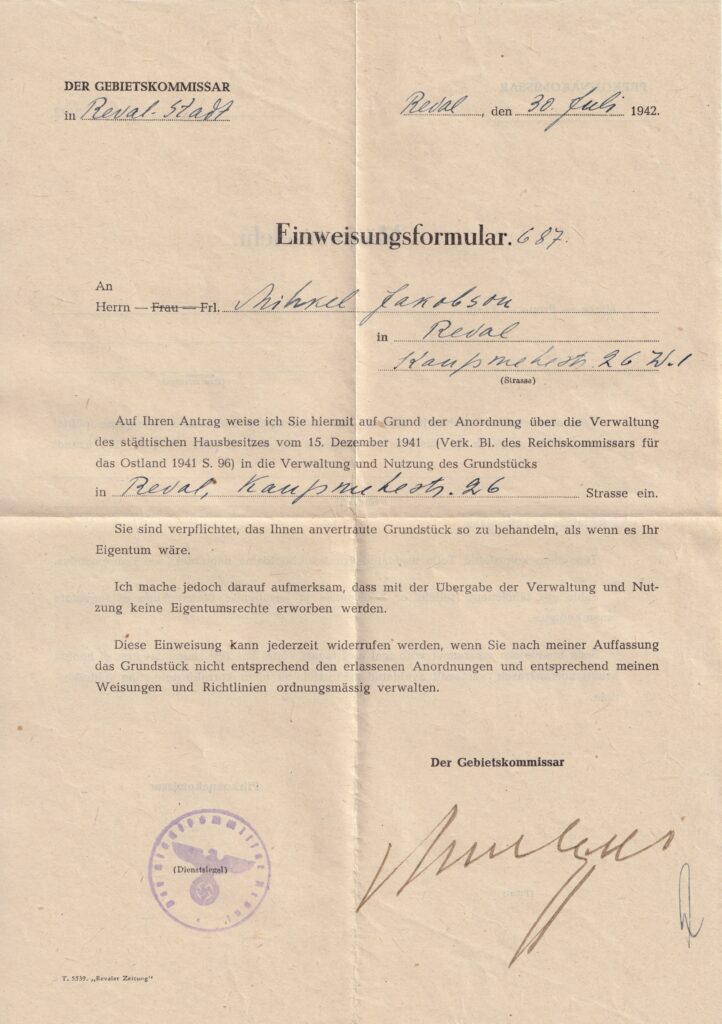 DER GEBIETSKOMMISSAR
in Reval-Stadt
Reval, den 30. Juli 1942.
Einweisungsformular. 687.
An
Herrn — Frau — Frl. Mihkel Jakobson
in Reval
Kaupmehestr. 26 W. 1
(Strasse)
Auf Ihren Antrag weise ich Sie hiermit auf Grund der Anordnung über die Verwaltung
des städtischen Hausbesitzes vom 15. Dezember 1941 (Verk. Bl. des Reichskommissars für
das Ostland 1941 S. 96) in die Verwaltung und Nutzung des Grundstücks
in Reval, Kaupmehestr. 26 Strasse ein.
Sie sind verpflichtet, das Ihnen anvertraute Grundstück so zu behandeln, als wenn es Ihr
Eigentum wäre.
Ich mache jedoch darauf aufmerksam, dass mit der Übergabe der Verwaltung und Nut-
zung keine Eigentumsrechte erworben werden.
Diese Einweisung kann jederzeit widerrufen werden, wenn Sie nach meiner Auffassung
das Grundstück nicht entsprechend den erlassenen Anordnungen und entsprechend meinen
Weisungen und Richtlinien ordnungsmässig verwalten.
Der Gebietskommissar
(Dienstsiegel)
T. 5539. „Revaler Zeitung"